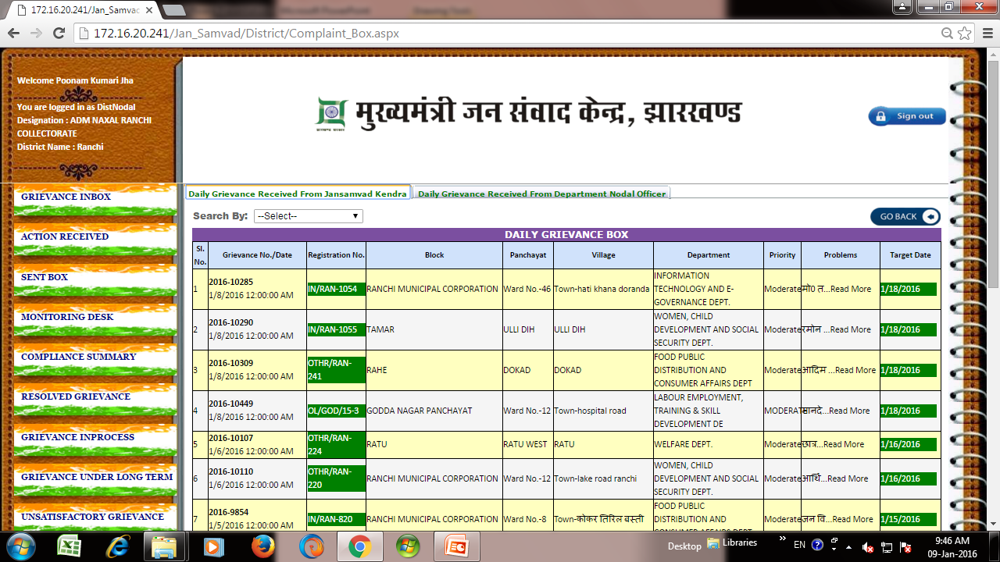 172.16.20.241/Jan_Samvad
172.16.20.241/Jan_Samvad/District/Complaint_Box.aspx
Welcome Poonam Kumari Jha
You are logged in as DistNodal
Designation : ADM NAXAL RANCHI
COLLECTORATE
District Name : Ranchi
मुख्यमंत्री जन संवाद केन्द्र, झारखण्ड
Sign out
GRIEVANCE INBOX
ACTION RECEIVED
SENT BOX
MONITORING DESK
COMPLIANCE SUMMARY
RESOLVED GRIEVANCE
GRIEVANCE INPROCESS
GRIEVANCE UNDER LONG TERM
UNSATISFACTORY GRIEVANCE
Daily Grievance Received From Jansamvad Kendra Daily Grievance Received From Department Nodal Officer
Search By: --Select-- GO BACK
DAILY GRIEVANCE BOX
Sl. No. Grievance No./Date Registration No. Block Panchayat Village Department Priority Problems Target Date
1 2016-10285 1/8/2016 12:00:00 AM IN/RAN-1054 RANCHI MUNICIPAL CORPORATION Ward No.-46 Town-hati khana doranda INFORMATION TECHNOLOGY AND E-GOVERNANCE DEPT. Moderate मो0 त...Read More 1/18/2016
2 2016-10290 1/8/2016 12:00:00 AM IN/RAN-1055 TAMAR ULLI DIH ULLI DIH WOMEN, CHILD DEVELOPMENT AND SOCIAL SECURITY DEPT. Moderate रमोन ...Read More 1/18/2016
3 2016-10309 1/8/2016 12:00:00 AM OTHR/RAN-241 RAHE DOKAD DOKAD FOOD PUBLIC DISTRIBUTION AND CONSUMER AFFAIRS DEPT Moderate आदिम ...Read More 1/18/2016
4 2016-10449 1/8/2016 12:00:00 AM OL/GOD/15-3 GODDA NAGAR PANCHAYAT Ward No.-12 Town-hospital road LABOUR EMPLOYMENT, TRAINING & SKILL DEVELOPMENT DE MODERATE मानदे...Read More 1/18/2016
5 2016-10107 1/6/2016 12:00:00 AM OTHR/RAN-224 RATU RATU WEST RATU WELFARE DEPT. Moderate छात्र...Read More 1/16/2016
6 2016-10110 1/6/2016 12:00:00 AM OTHR/RAN-220 RANCHI MUNICIPAL CORPORATION Ward No.-12 Town-lake road ranchi WOMEN, CHILD DEVELOPMENT AND SOCIAL SECURITY DEPT. Moderate आर्थि...Read More 1/16/2016
7 2016-9854 1/5/2016 12:00:00 AM IN/RAN-820 RANCHI MUNICIPAL CORPORATION Ward No.-8 Town-कोकर तिरिल बस्ती FOOD PUBLIC DISTRIBUTION AND CONSUMER AFFAIRS DEPT Moderate जन वि...Read More 1/15/2016
Desktop Libraries » EN 9:46 AM
09-Jan-2016